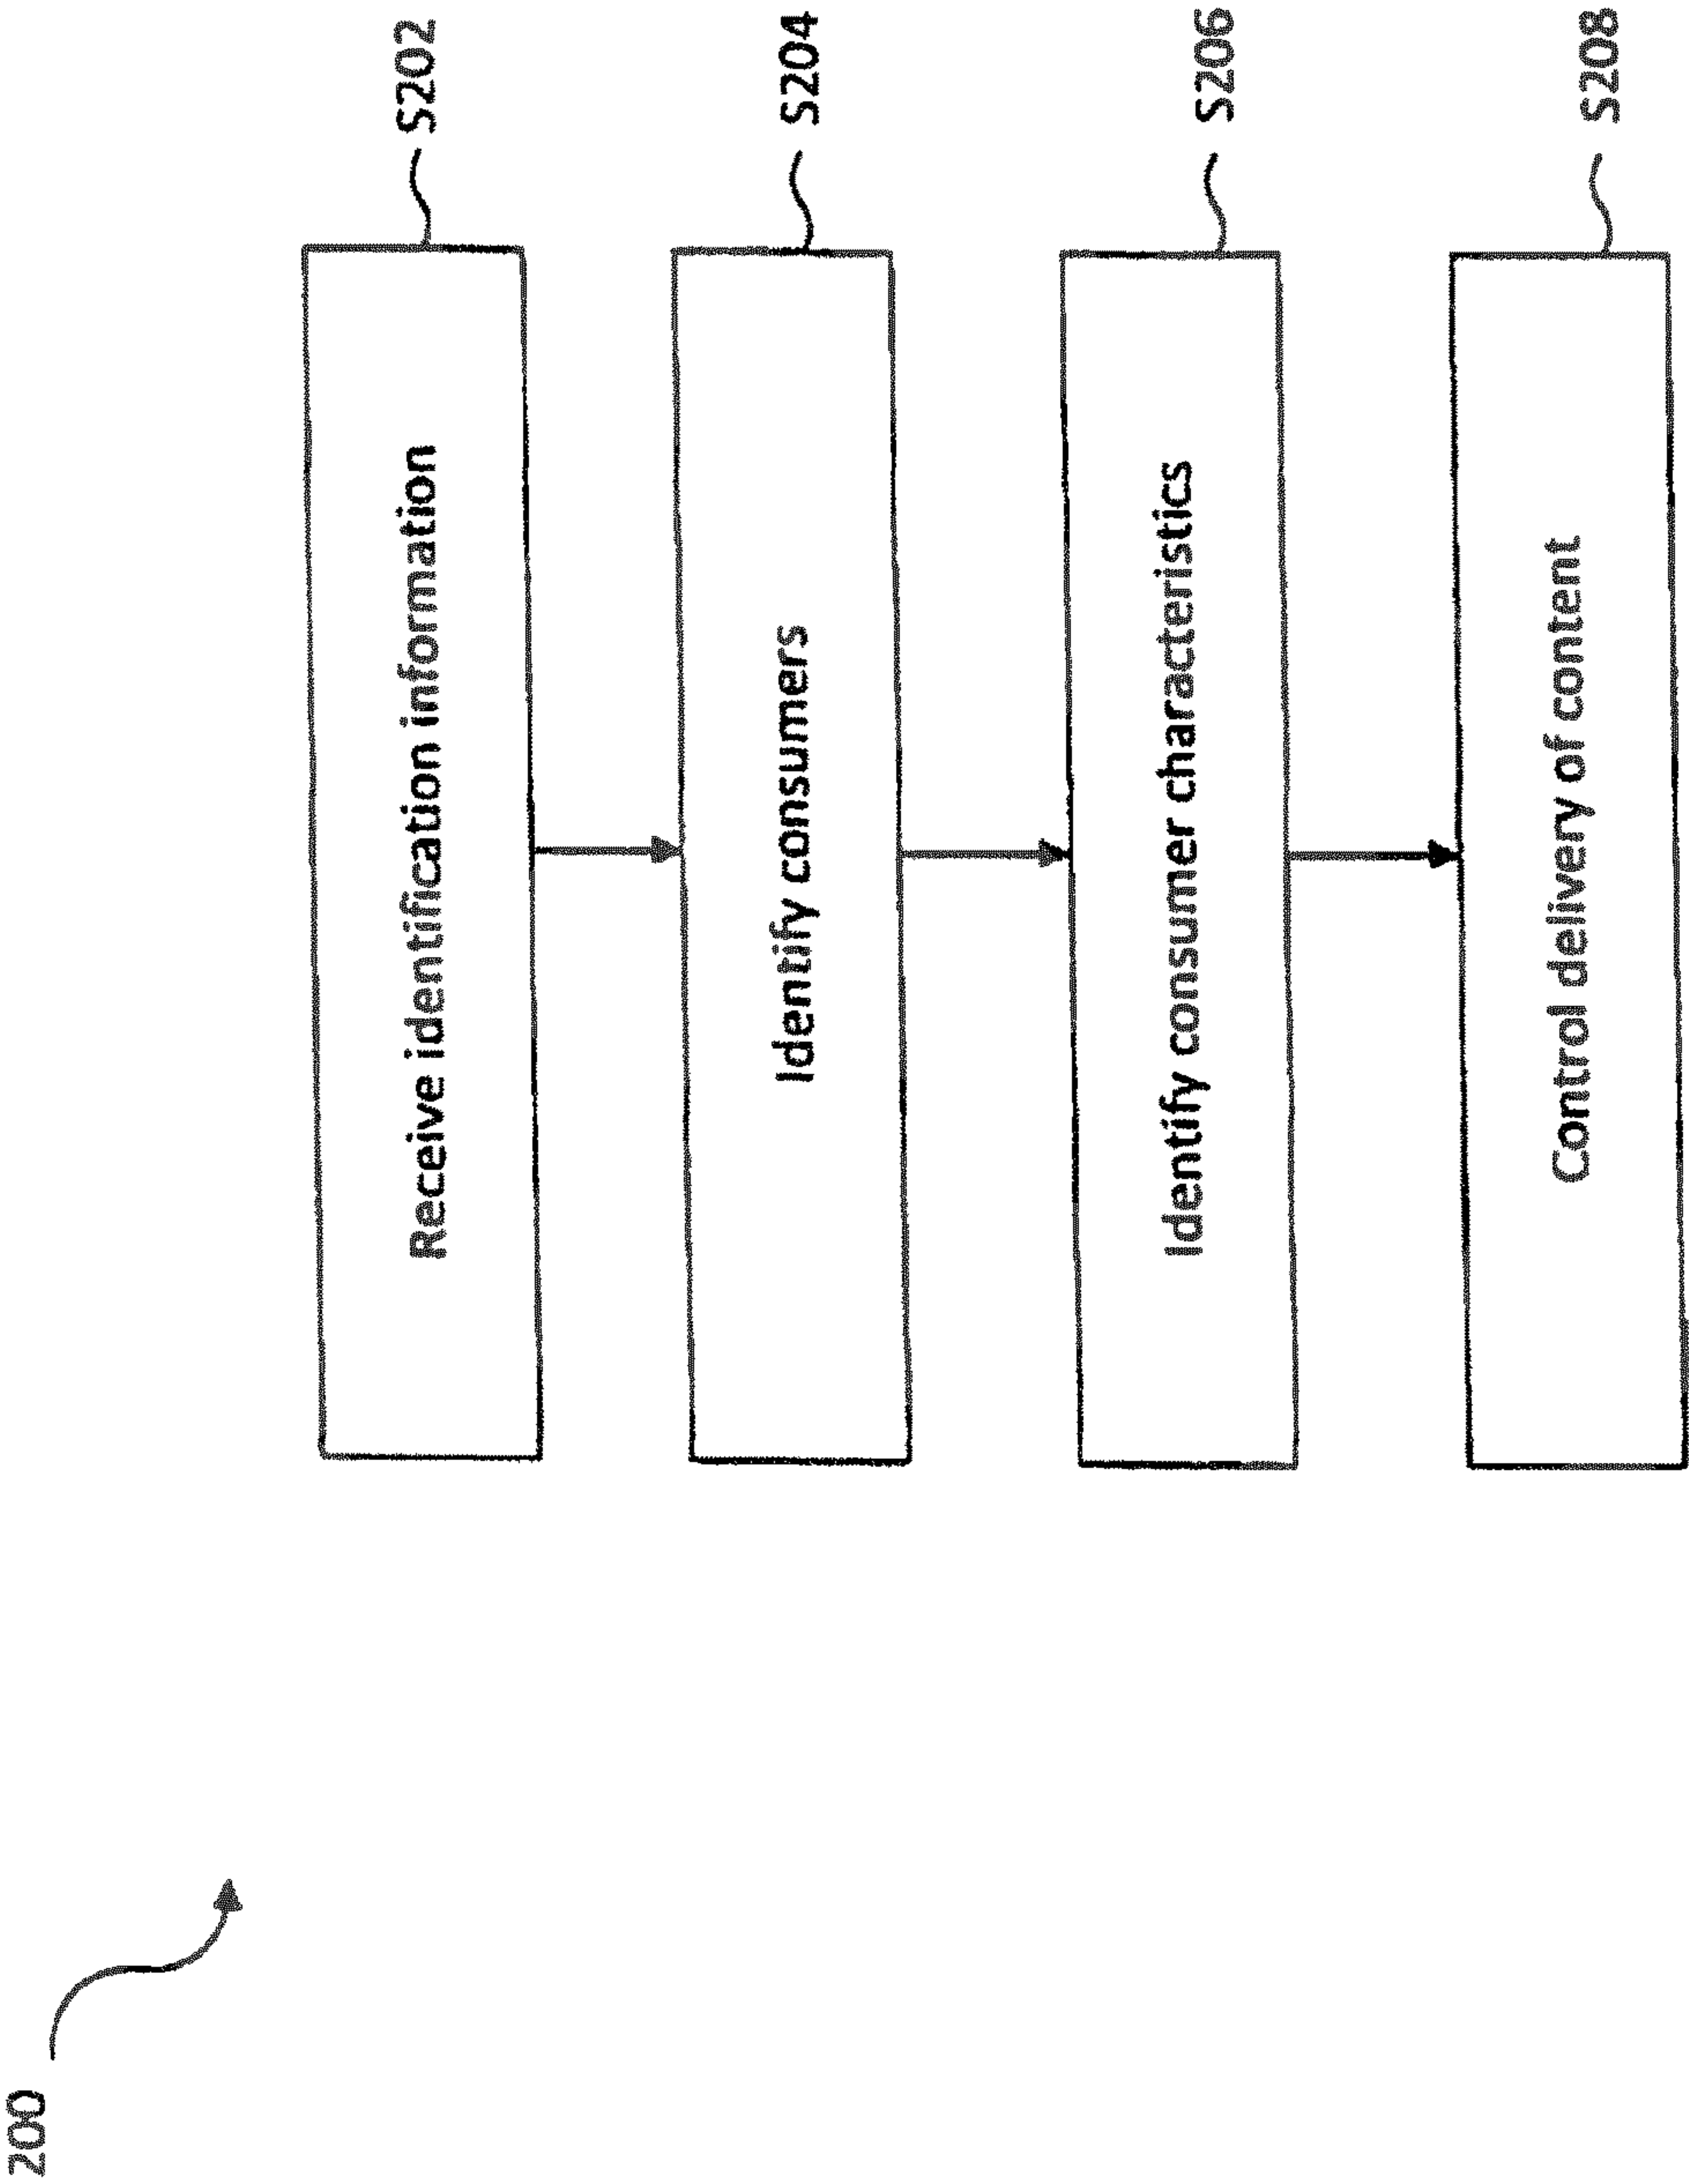 200
Receive identification information
S202
Identify consumers
S204
Identify consumer characteristics
S206
Control delivery of content
S208